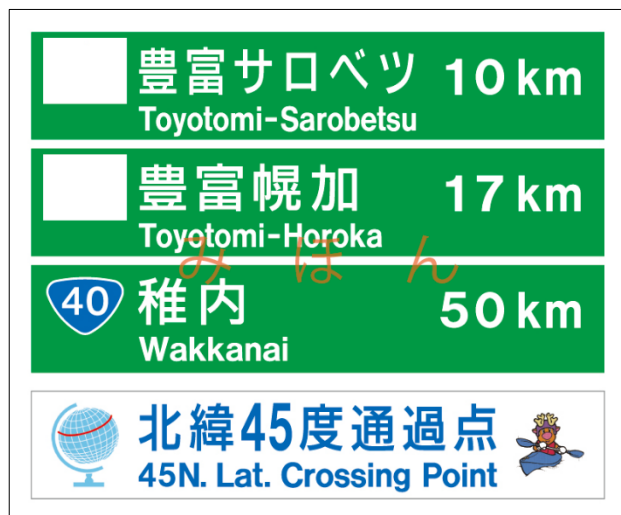 豊富サロベツ 10km
Toyotomi-Sarobetsu
豊富幌加 17km
Toyotomi-Horoka
みほん
40 稚内 50km
Wakkanai
北緯45度通過点
45N. Lat. Crossing Point